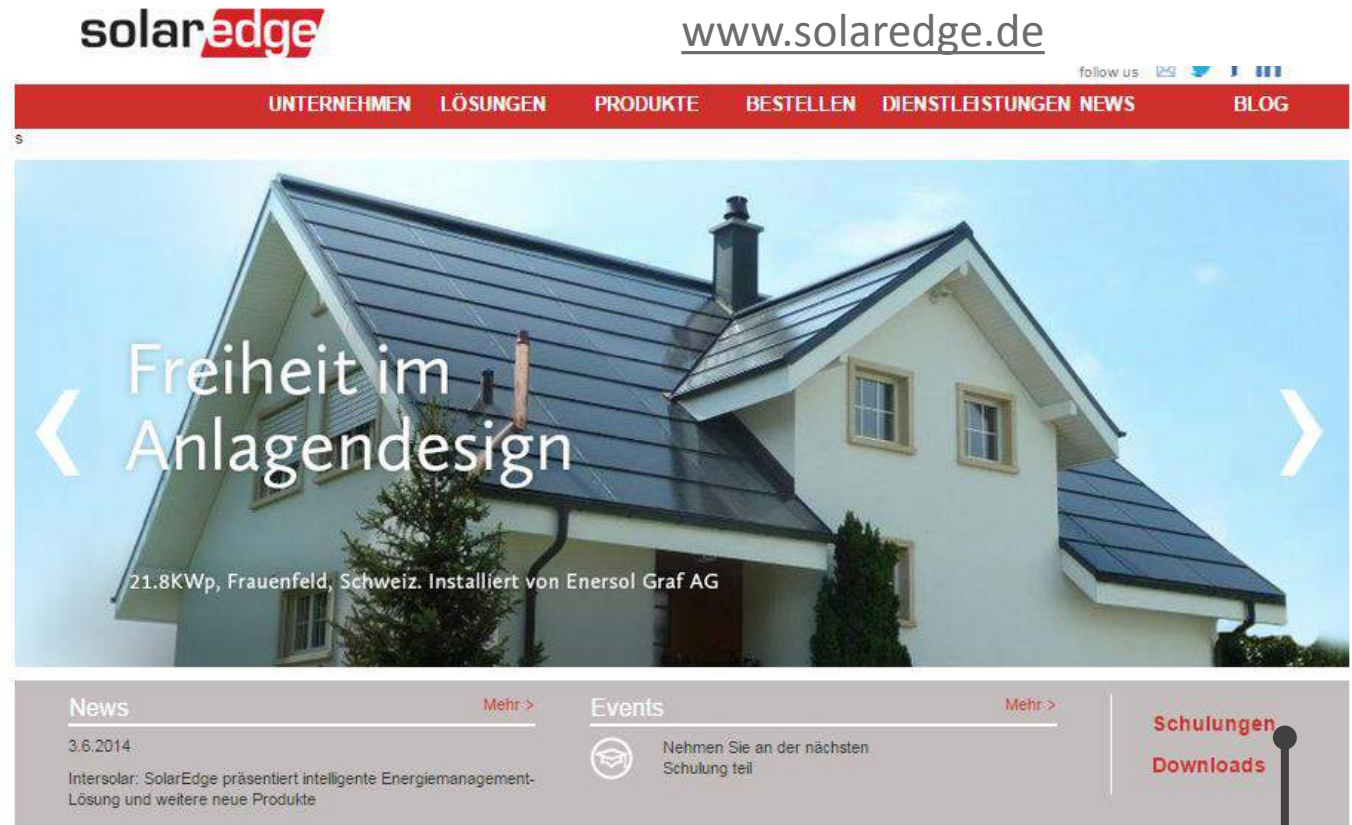 solaredge
www.solaredge.de
follow us
UNTERNEHMEN LÖSUNGEN PRODUKTE BESTELLEN DIENSTLEISTUNGEN NEWS BLOG
s
Freiheit im
Anlagendesign
21.8KWp, Frauenfeld, Schweiz. Installiert von Enersol Graf AG
News Mehr >
3.6.2014
Intersolar: SolarEdge präsentiert intelligente Energiemanagement-
Lösung und weitere neue Produkte
Events Mehr >
Nehmen Sie an der nächsten
Schulung teil
Schulungen
Downloads